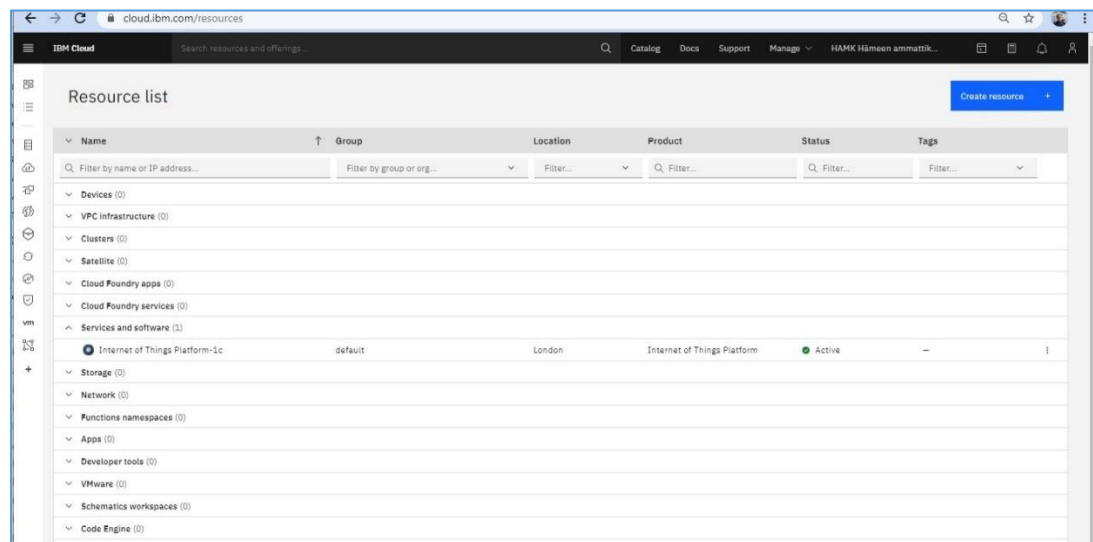 cloud.ibm.com/resources
IBM Cloud Search resources and offerings... Catalog Docs Support Manage HAMK Hämeen ammattik...
Resource list
Create resource +
Name Group Location Product Status Tags
Filter by name or IP address... Filter by group or org... Filter... Filter... Filter... Filter...
Devices (0)
VPC infrastructure (0)
Clusters (0)
Satellite (0)
Cloud Foundry apps (0)
Cloud Foundry services (0)
Services and software (1)
vm
Internet of Things Platform-1c default London Internet of Things Platform Active –
Storage (0)
Network (0)
Functions namespaces (0)
Apps (0)
Developer tools (0)
VMware (0)
Schematics workspaces (0)
Code Engine (0)